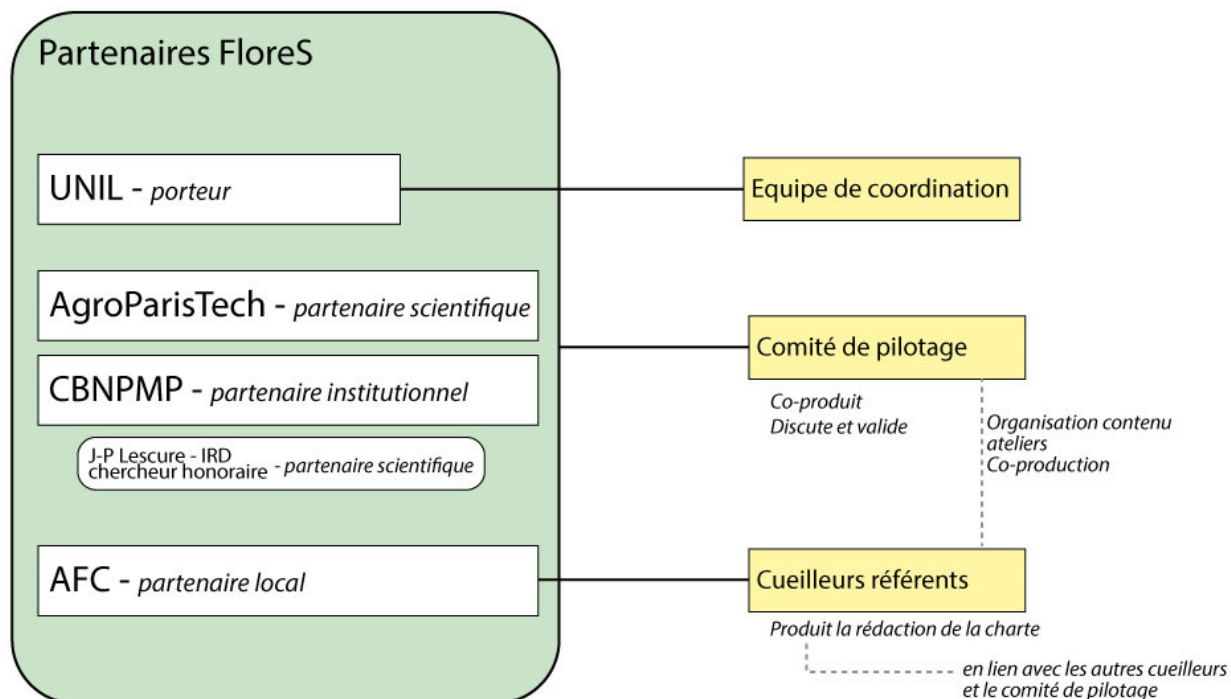 Partenaires FloreS
UNIL - porteur
Equipe de coordination
AgroParisTech - partenaire scientifique
Comité de pilotage
CBNPMP - partenaire institutionnel
Co-produit
Discute et valide
Organisation contenu
ateliers
Co-production
J-P Lescure - IRD
chercheur honoraire - partenaire scientifique
AFC - partenaire local
Cueilleurs référents
Produit la rédaction de la charte
en lien avec les autres cueilleurs
et le comité de pilotage